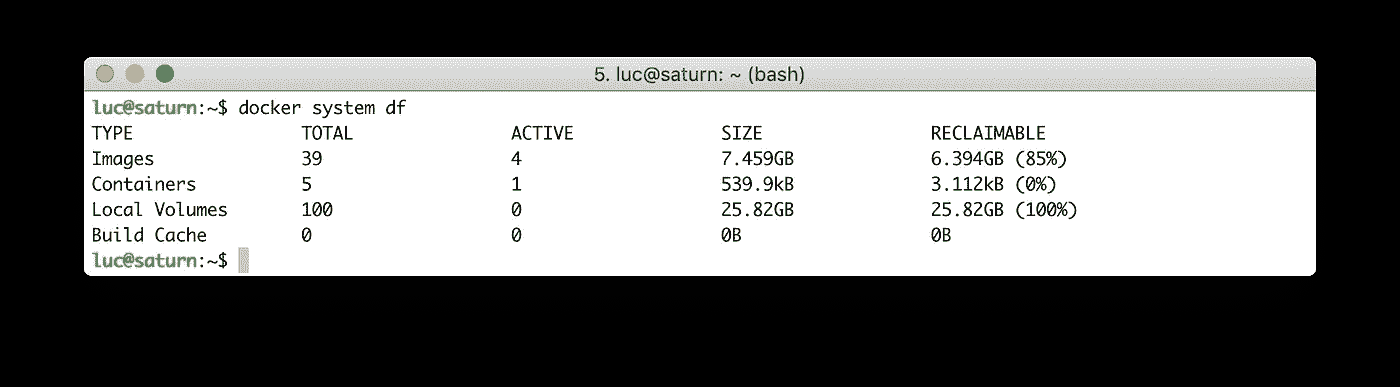 5. luc@saturn: ~ (bash)
luc@saturn:~$ docker system df
TYPE TOTAL ACTIVE SIZE RECLAIMABLE
Images 39 4 7.459GB 6.394GB (85%)
Containers 5 1 539.9kB 3.112kB (0%)
Local Volumes 100 0 25.82GB 25.82GB (100%)
Build Cache 0 0 0B 0B
luc@saturn:~$